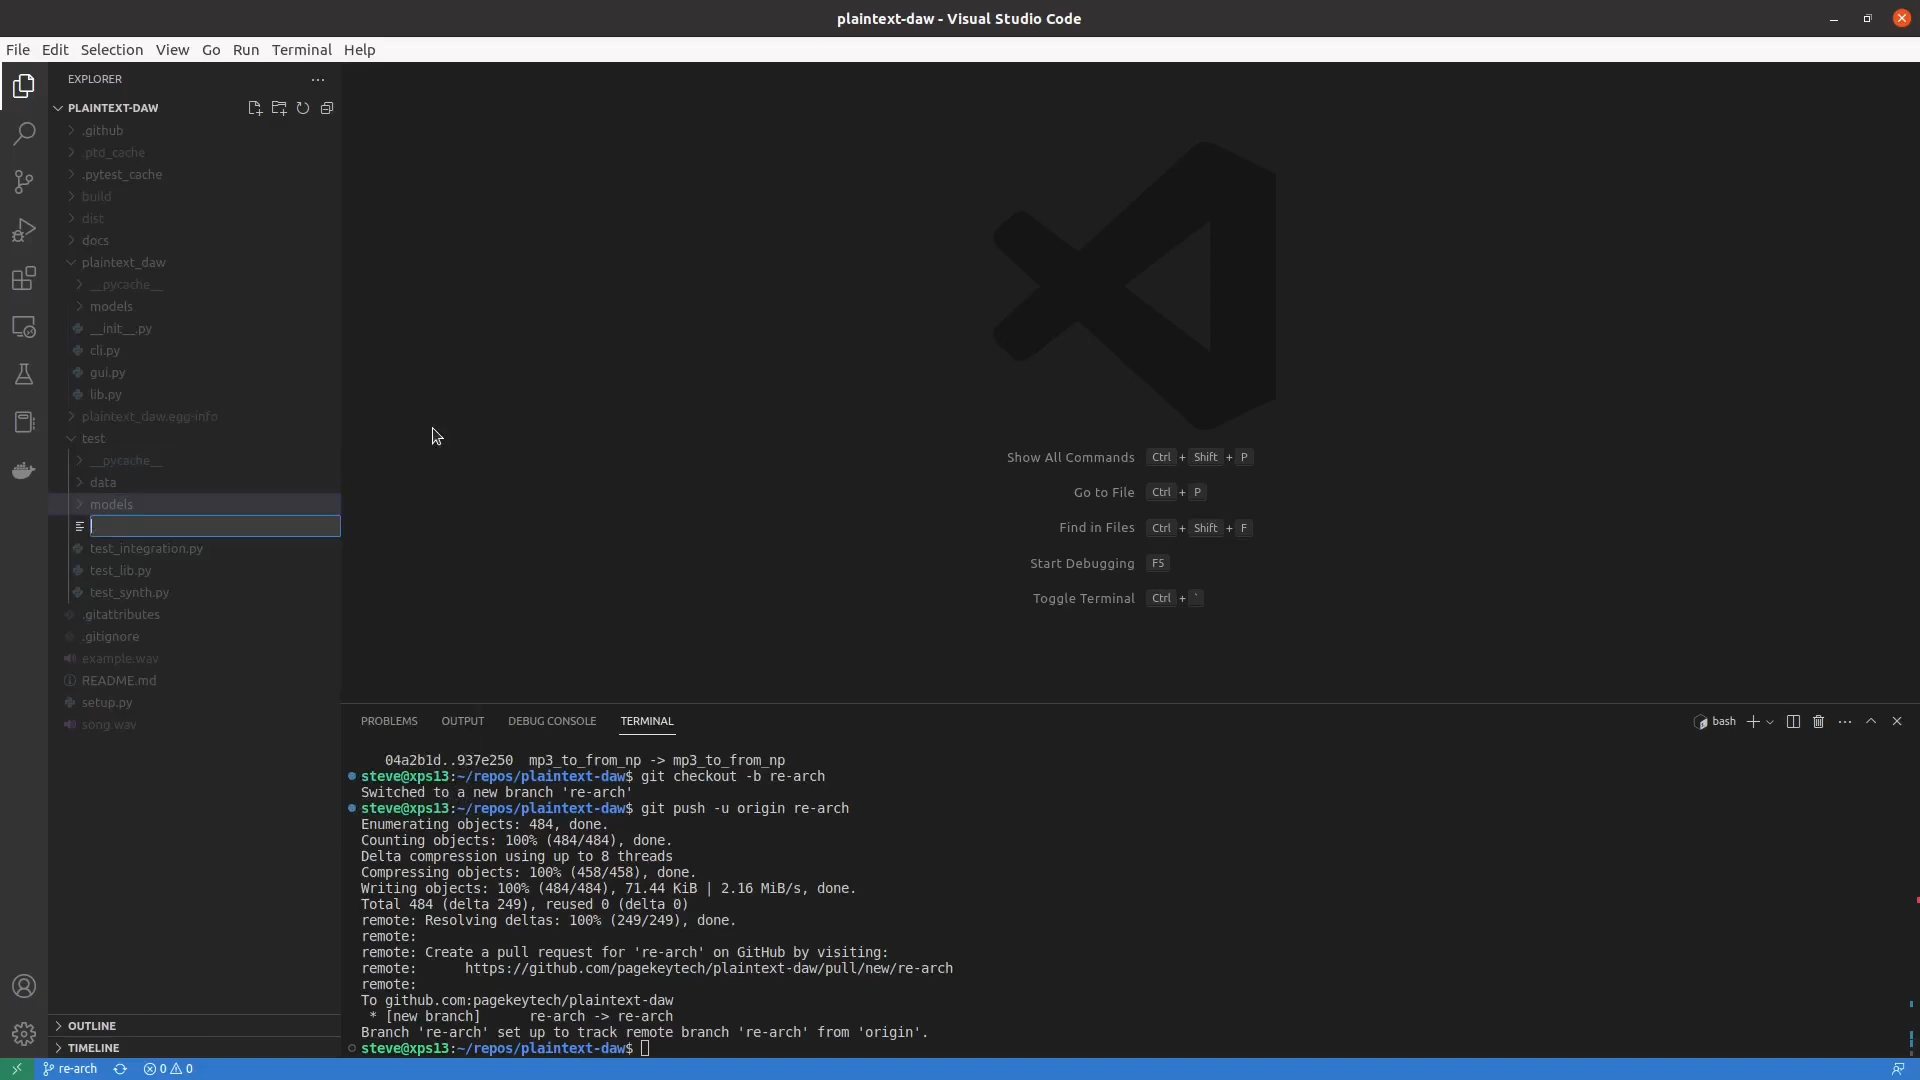 plaintext-daw - Visual Studio Code
File Edit Selection View Go Run Terminal Help
EXPLORER
PLAINTEXT-DAW
.github
.ptd_cache
.pytest_cache
build
dist
docs
plaintext_daw
__pycache__
models
__init__.py
cli.py
gui.py
lib.py
plaintext_daw.egg-info
test
__pycache__
data
models
test_integration.py
test_lib.py
test_synth.py
.gitattributes
.gitignore
example.wav
README.md
setup.py
song.wav
OUTLINE
TIMELINE
Show All Commands Ctrl + Shift + P
Go to File Ctrl + P
Find in Files Ctrl + Shift + F
Start Debugging F5
Toggle Terminal Ctrl + `
PROBLEMS OUTPUT DEBUG CONSOLE TERMINAL
bash
04a2b1d..937e250  mp3_to_from_np -> mp3_to_from_np
steve@xps13:~/repos/plaintext-daw$ git checkout -b re-arch
Switched to a new branch 're-arch'
steve@xps13:~/repos/plaintext-daw$ git push -u origin re-arch
Enumerating objects: 484, done.
Counting objects: 100% (484/484), done.
Delta compression using up to 8 threads
Compressing objects: 100% (458/458), done.
Writing objects: 100% (484/484), 71.44 KiB | 2.16 MiB/s, done.
Total 484 (delta 249), reused 0 (delta 0)
remote: Resolving deltas: 100% (249/249), done.
remote:
remote: Create a pull request for 're-arch' on GitHub by visiting:
remote:      https://github.com/pagekeytech/plaintext-daw/pull/new/re-arch
remote:
To github.com:pagekeytech/plaintext-daw
* [new branch]      re-arch -> re-arch
Branch 're-arch' set up to track remote branch 're-arch' from 'origin'.
steve@xps13:~/repos/plaintext-daw$
re-arch 0 0